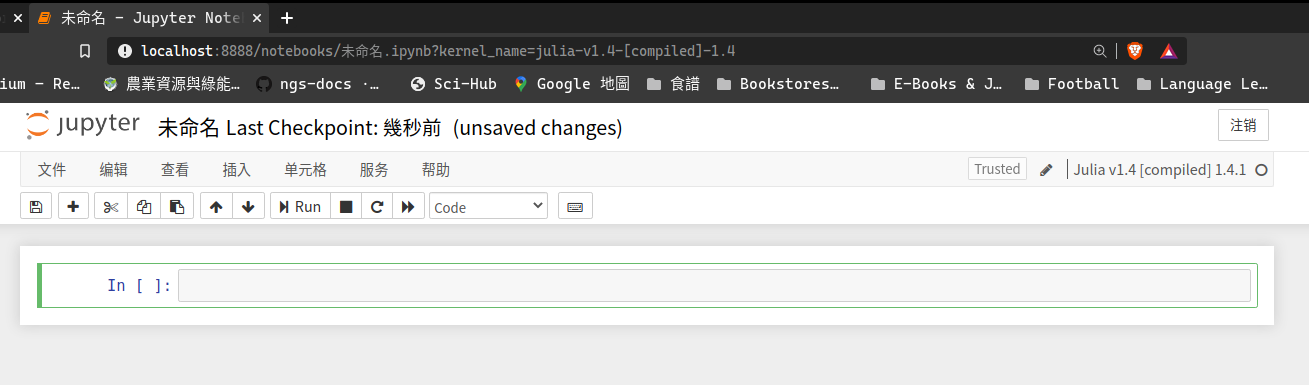 未命名 - Jupyter Note
localhost:8888/notebooks/未命名.ipynb?kernel_name=julia-v1.4-[compiled]-1.4
ium — Re… 農業資源與綠能… ngs-docs ·… Sci-Hub Google 地圖 食譜 Bookstores… E-Books & J… Football Language Le…
jupyter 未命名 Last Checkpoint: 幾秒前 (unsaved changes) 注销
文件 编辑 查看 插入 单元格 服务 帮助 Trusted Julia v1.4 [compiled] 1.4.1
Run Code
In [ ]: